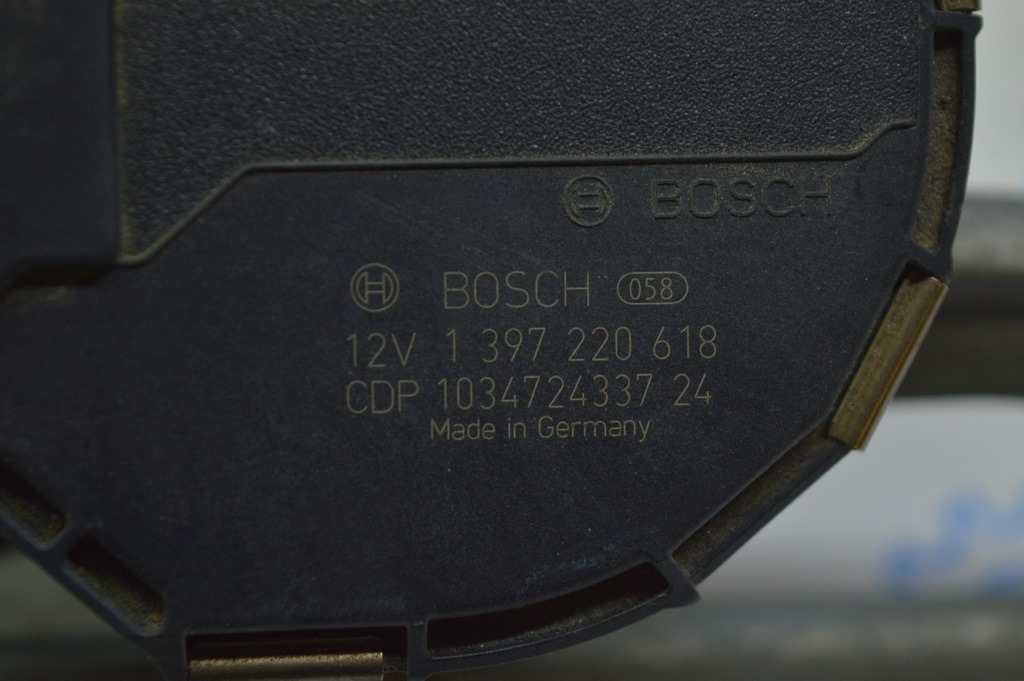 BOSCH
BOSCH 058
12V 1 397 220 618
CDP 1034724337 24
Made in Germany